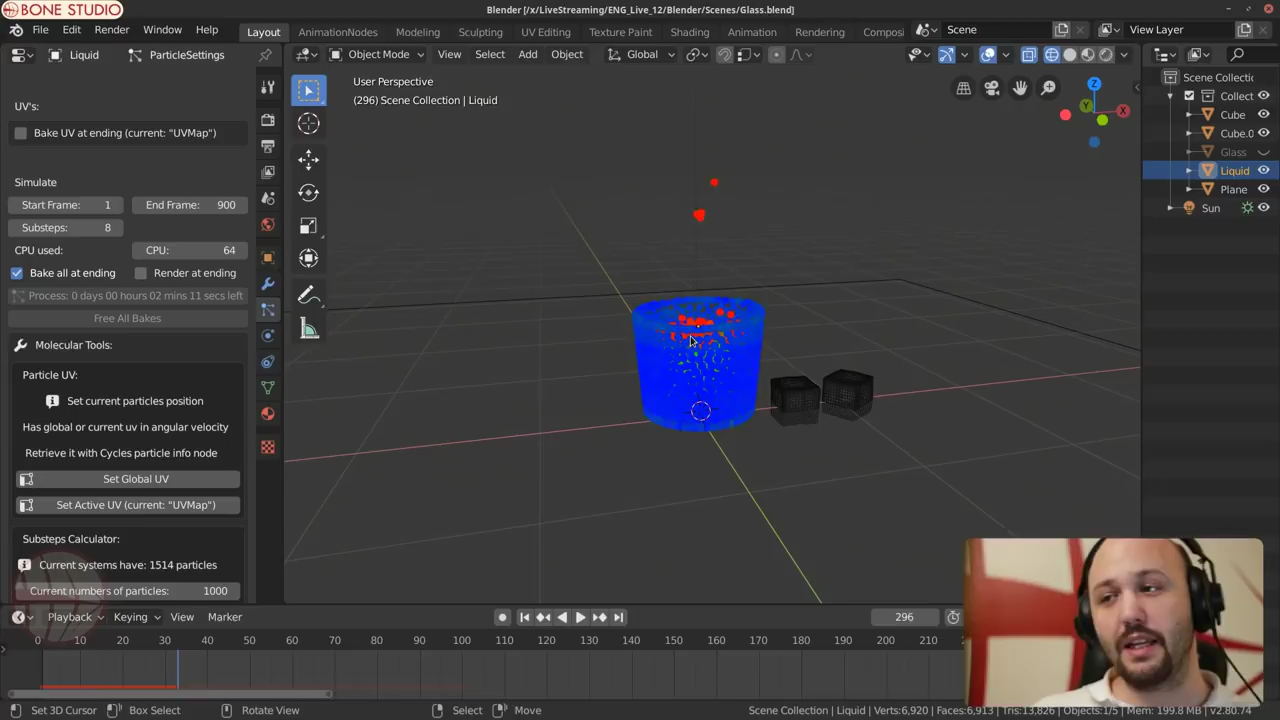 BONE STUDIO
Blender [/x/LiveStreaming/ENG_Live_12/Blender/Scenes/Glass.blend]
File Edit Render Window Help Layout AnimationNodes Modeling Sculpting UV Editing Texture Paint Shading Animation Rendering Composi Scene View Layer
Liquid ParticleSettings Object Mode View Select Add Object Global
User Perspective
(296) Scene Collection | Liquid
Scene Collectic
Collect
Cube
Cube.0
Glass
Liquid
Plane
Sun
Z
Y
X
UV's:
Bake UV at ending (current: "UVMap")
Simulate
Start Frame: 1 End Frame: 900
Substeps: 8
CPU used: CPU: 64
Bake all at ending Render at ending
Process: 0 days 00 hours 02 mins 11 secs left
Free All Bakes
Molecular Tools:
Particle UV:
Set current particles position
Has global or current uv in angular velocity
Retrieve it with Cycles particle info node
Set Global UV
Set Active UV (current: "UVMap")
Substeps Calculator:
Current systems have: 1514 particles
Current numbers of particles: 1000
Playback Keying View Marker 296
0 10 20 30 40 50 60 70 80 90 100 110 120 130 140 150 160 170 180 190 200 210
Set 3D Cursor Box Select Rotate View Select Move Scene Collection | Liquid | Verts:6,920 | Faces:6,913 | Tris:13,826 | Objects:1/5 | Mem: 199.8 MB | v2.80.74